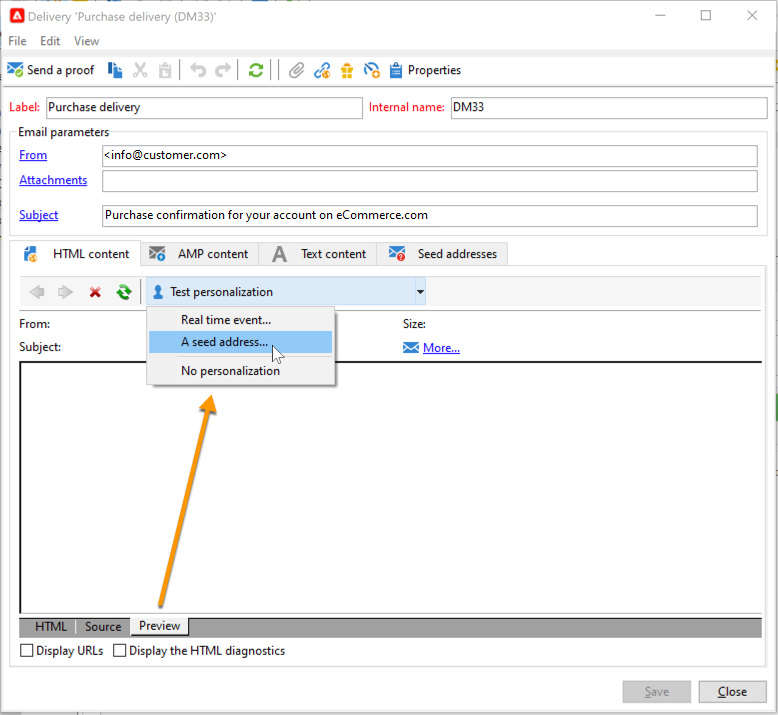 Delivery 'Purchase delivery (DM33)'
File Edit View
Send a proof Properties
Label: Purchase delivery Internal name: DM33
Email parameters
From <info@customer.com>
Attachments
Subject Purchase confirmation for your account on eCommerce.com
HTML content AMP content Text content Seed addresses
Test personalization
Real time event...
From: Size:
A seed address...
Subject: More...
No personalization
HTML Source Preview
Display URLs Display the HTML diagnostics
Save Close